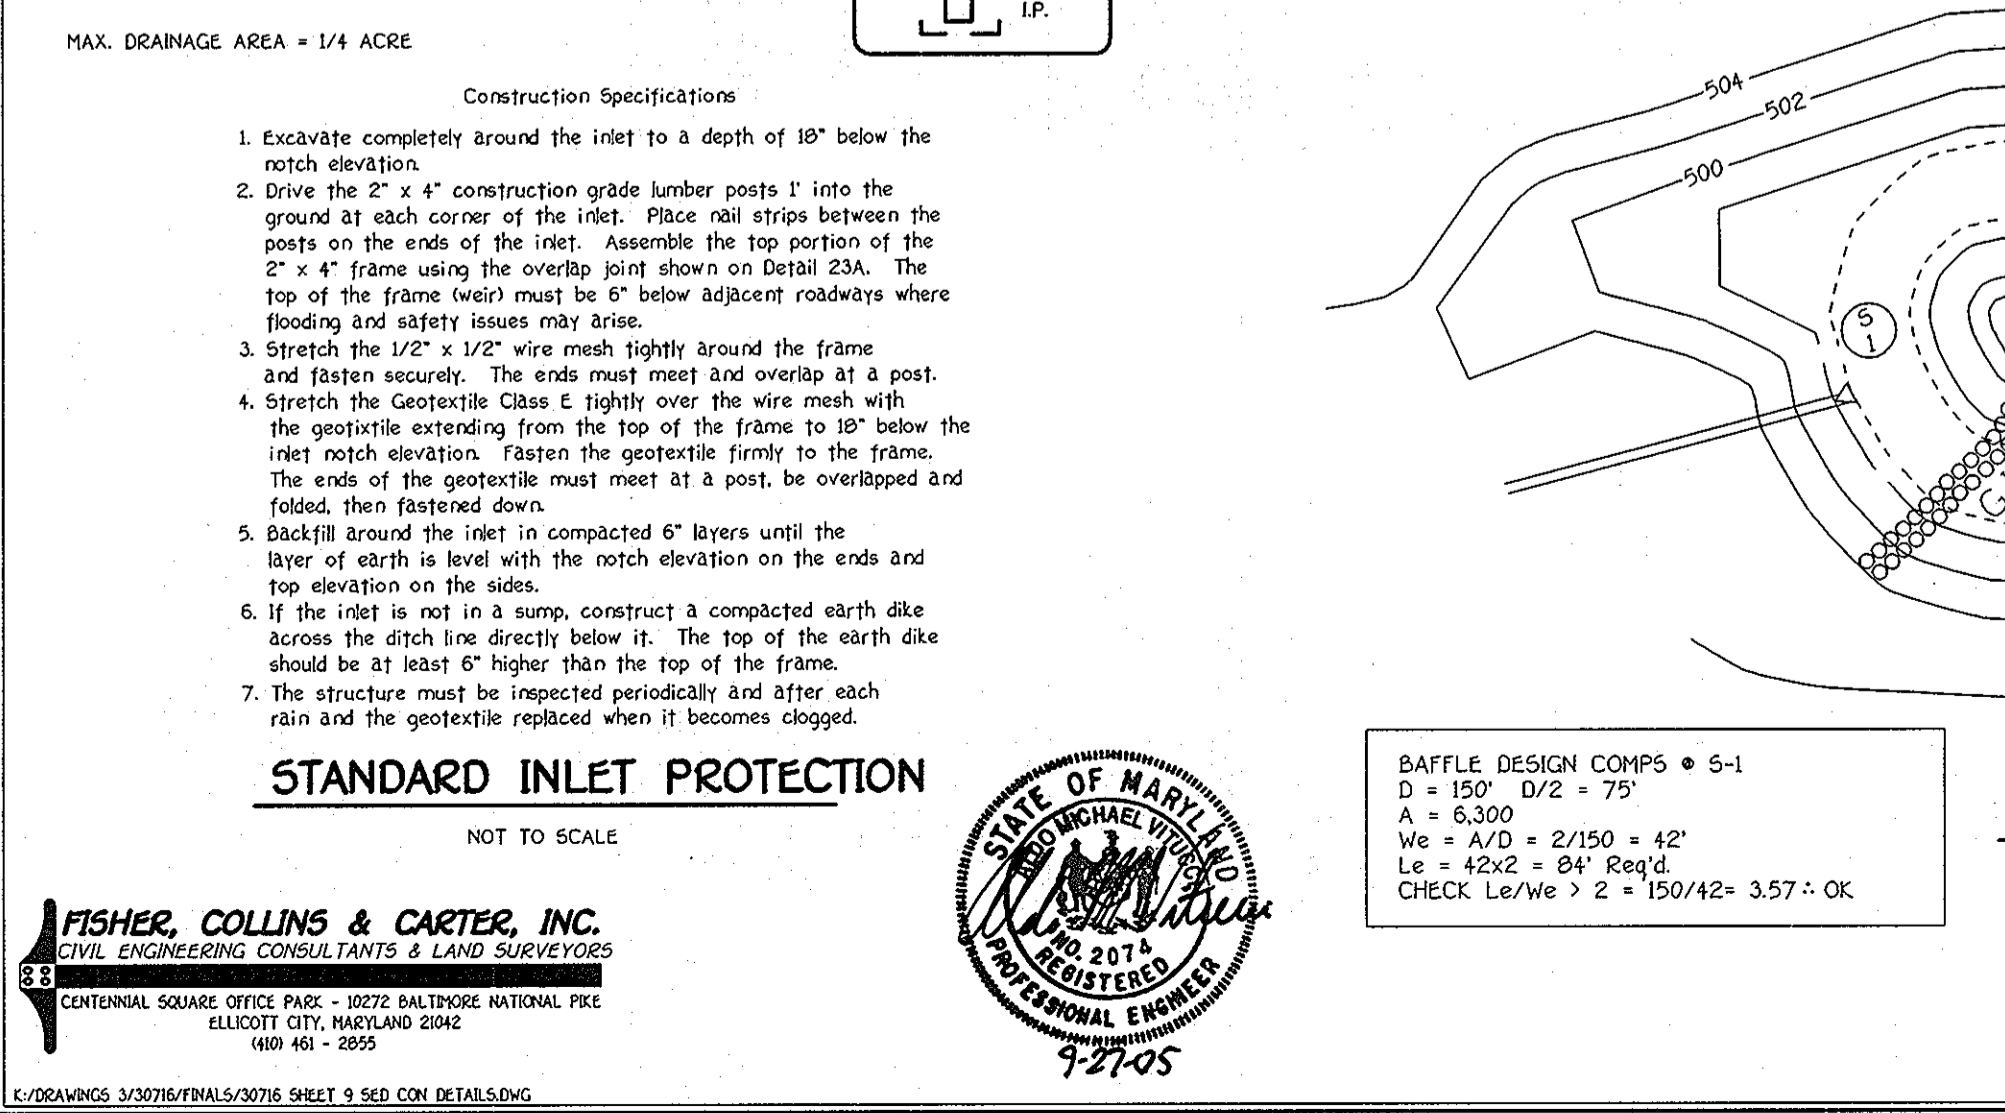 I.P.
MAX. DRAINAGE AREA = 1/4 ACRE
Construction Specifications
1. Excavate completely around the inlet to a depth of 18" below the
notch elevation.
2. Drive the 2" x 4" construction grade lumber posts 1' into the
ground at each corner of the inlet. Place nail strips between the
posts on the ends of the inlet. Assemble the top portion of the
2" x 4" frame using the overlap joint shown on Detail 23A. The
top of the frame (weir) must be 6" below adjacent roadways where
flooding and safety issues may arise.
3. Stretch the 1/2" x 1/2" wire mesh tightly around the frame
and fasten securely. The ends must meet and overlap at a post.
4. Stretch the Geotextile Class E tightly over the wire mesh with
the geotixtile extending from the top of the frame to 18" below the
inlet notch elevation. Fasten the geotextile firmly to the frame.
The ends of the geotextile must meet at a post, be overlapped and
folded, then fastened down.
5. Backfill around the inlet in compacted 6" layers until the
layer of earth is level with the notch elevation on the ends and
top elevation on the sides.
6. If the inlet is not in a sump, construct a compacted earth dike
across the ditch line directly below it. The top of the earth dike
should be at least 6" higher than the top of the frame.
7. The structure must be inspected periodically and after each
rain and the geotextile replaced when it becomes clogged.
STANDARD INLET PROTECTION
NOT TO SCALE
FISHER, COLLINS & CARTER, INC.
CIVIL ENGINEERING CONSULTANTS & LAND SURVEYORS
CENTENNIAL SQUARE OFFICE PARK - 10272 BALTIMORE NATIONAL PIKE
ELLICOTT CITY, MARYLAND 21042
(410) 461 - 2855
K:/DRAWINGS 3/30716/FINALS/30716 SHEET 9 SED CON DETAILS.DWG
STATE OF MARYLAND
ALDO MICHAEL VITUCCI
NO. 2074
REGISTERED
PROFESSIONAL ENGINEER
9-27-05
504
502
500
S
1
BAFFLE DESIGN COMPS @ S-1
D = 150' D/2 = 75'
A = 6,300
We = A/D = 2/150 = 42'
Le = 42x2 = 84' Req'd.
CHECK Le/We > 2 = 150/42= 3.57 ∴ OK